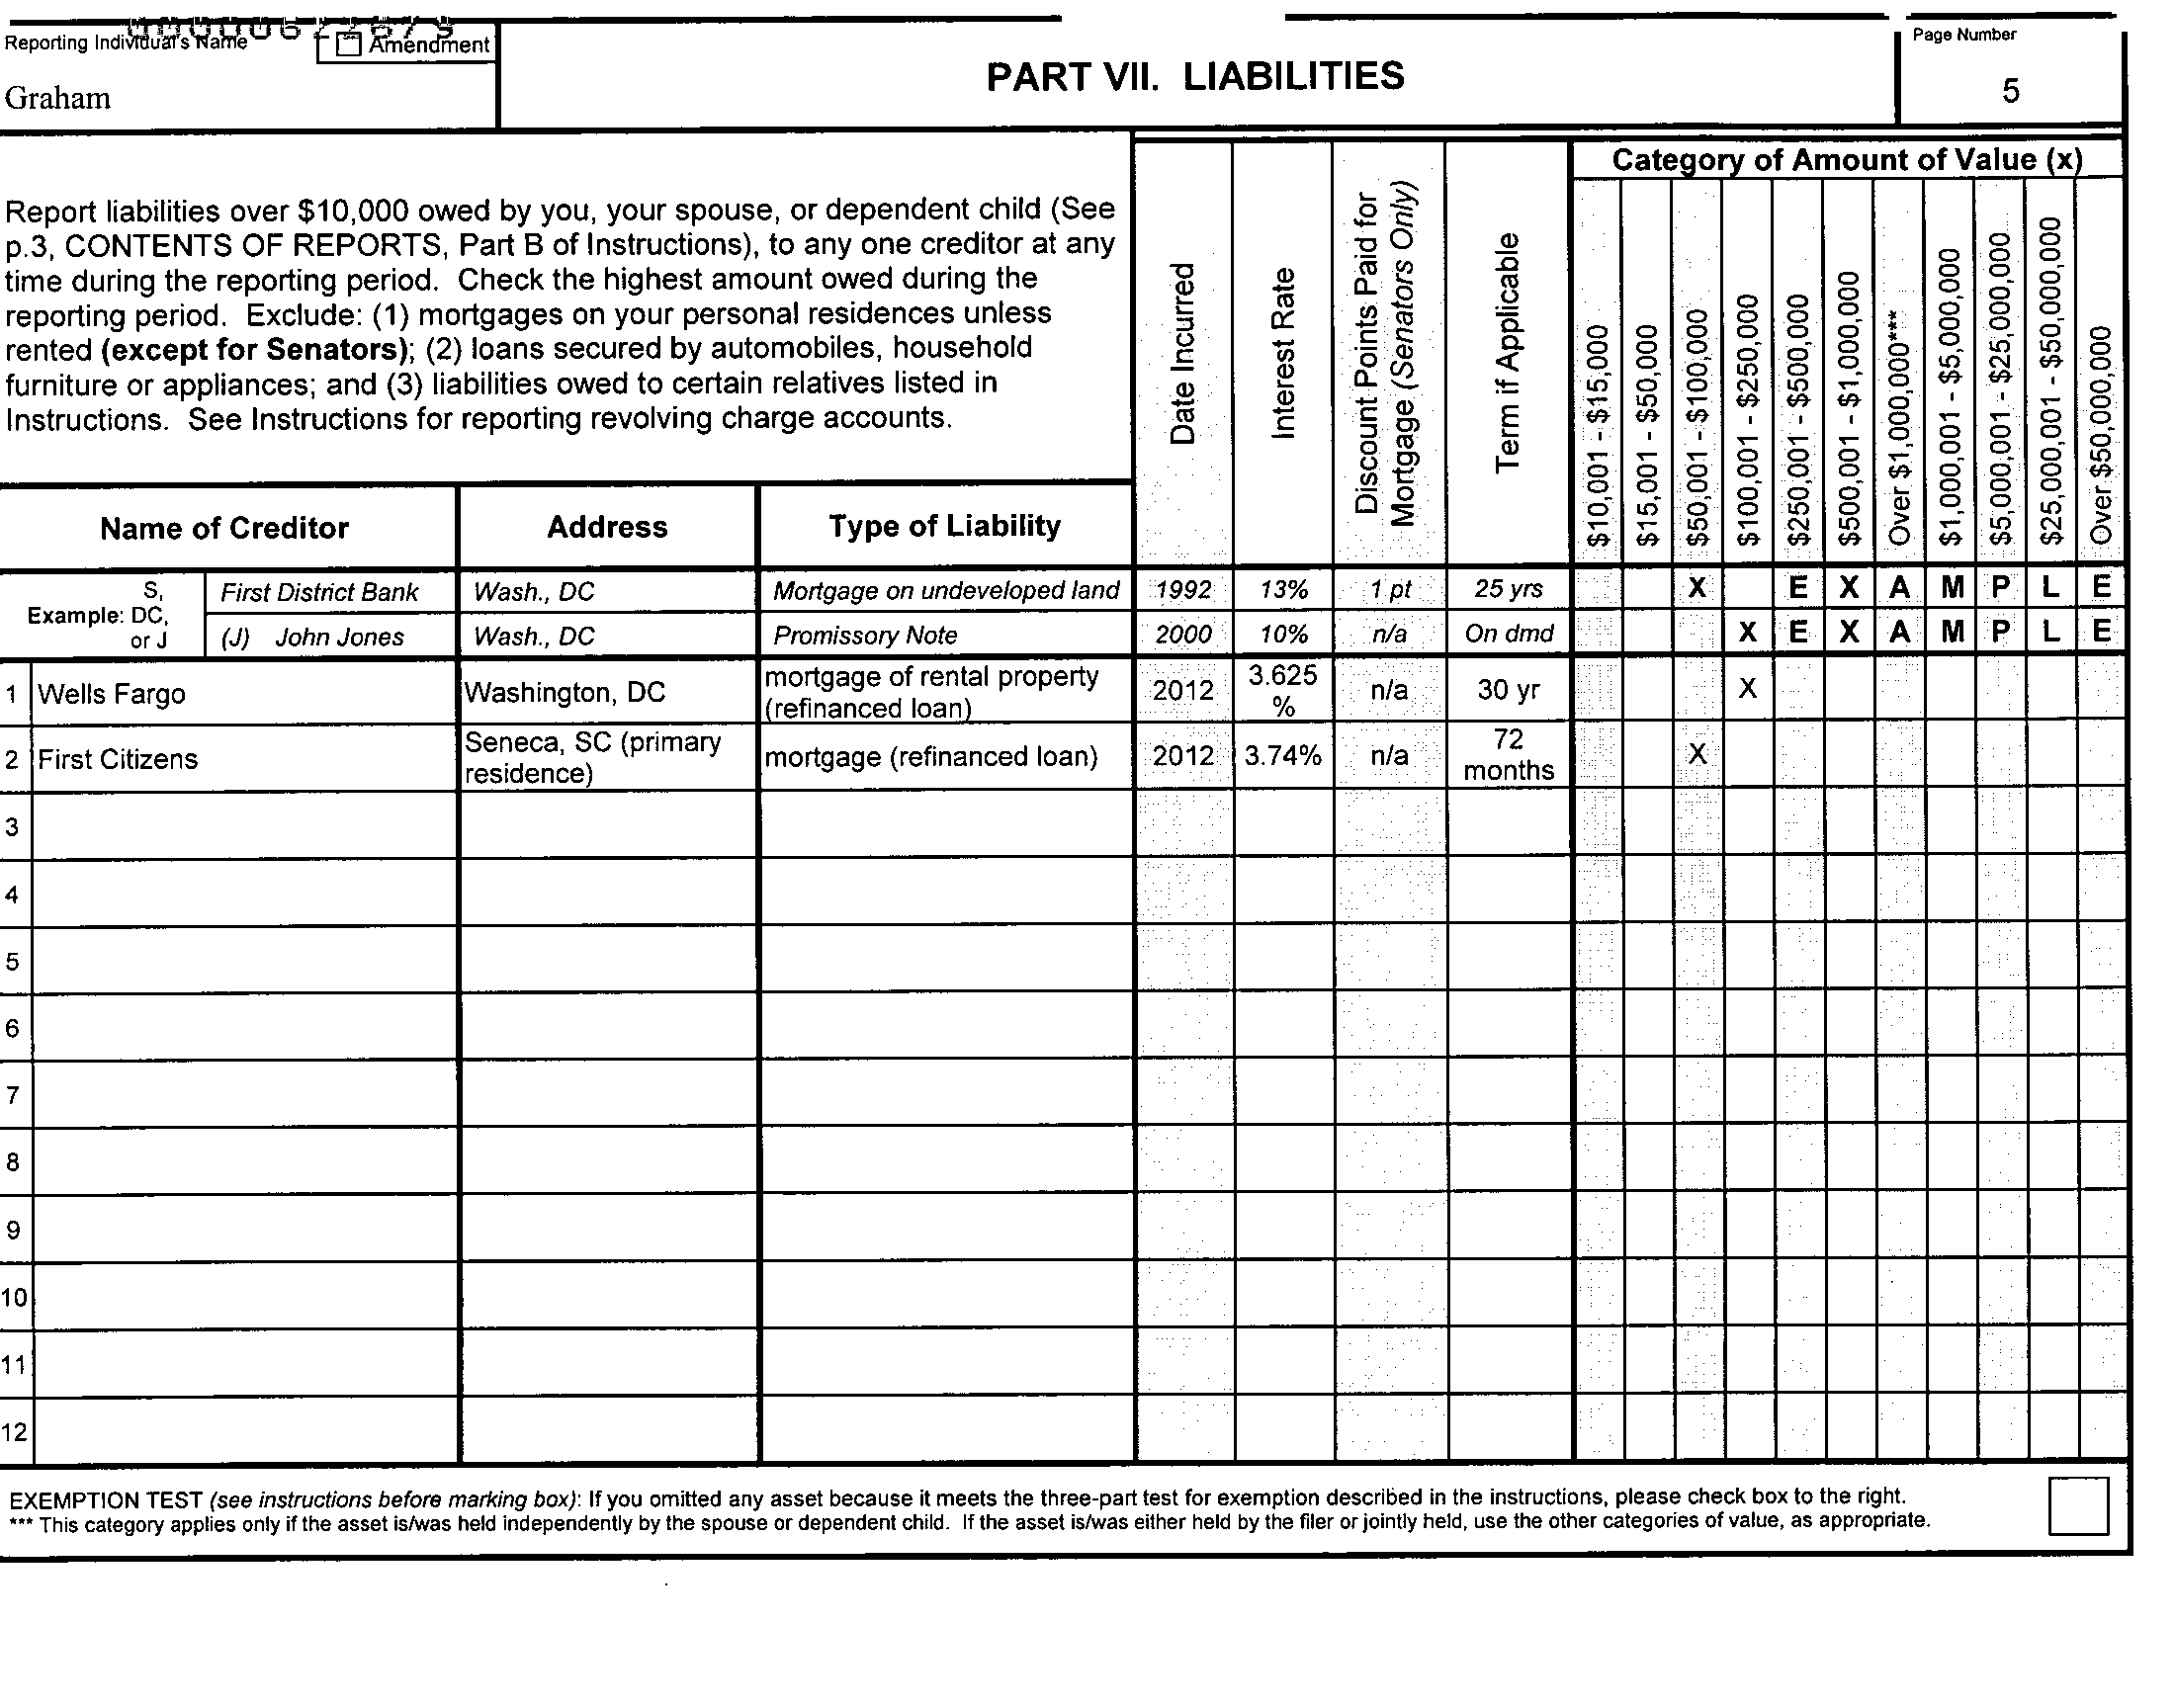 Reporting Individual's Name
Amendment
Graham
PART VII. LIABILITIES
Page Number
5
Report liabilities over $10,000 owed by you, your spouse, or dependent child (See
p.3, CONTENTS OF REPORTS, Part B of Instructions), to any one creditor at any
time during the reporting period. Check the highest amount owed during the
reporting period. Exclude: (1) mortgages on your personal residences unless
rented (except for Senators); (2) loans secured by automobiles, household
furniture or appliances; and (3) liabilities owed to certain relatives listed in
Instructions. See Instructions for reporting revolving charge accounts.
Date Incurred
Interest Rate
Discount Points Paid for
Mortgage (Senators Only)
Term if Applicable
Category of Amount of Value (x)
$10,001 - $15,000
$15,001 - $50,000
$50,001 - $100,000
$100,001 - $250,000
$250,001 - $500,000
$500,001 - $1,000,000
Over $1,000,000***
$1,000,001 - $5,000,000
$5,000,001 - $25,000,000
$25,000,001 - $50,000,000
Over $50,000,000
Name of Creditor Address Type of Liability
Example: S, DC, or J
First District Bank Wash., DC Mortgage on undeveloped land 1992 13% 1 pt 25 yrs X E X A M P L E
(J) John Jones Wash., DC Promissory Note 2000 10% n/a On dmd X E X A M P L E
1 Wells Fargo Washington, DC mortgage of rental property (refinanced loan) 2012 3.625 % n/a 30 yr X
2 First Citizens Seneca, SC (primary residence) mortgage (refinanced loan) 2012 3.74% n/a 72 months X
3
4
5
6
7
8
9
10
11
12
EXEMPTION TEST (see instructions before marking box): If you omitted any asset because it meets the three-part test for exemption described in the instructions, please check box to the right.
*** This category applies only if the asset is/was held independently by the spouse or dependent child. If the asset is/was either held by the filer or jointly held, use the other categories of value, as appropriate.